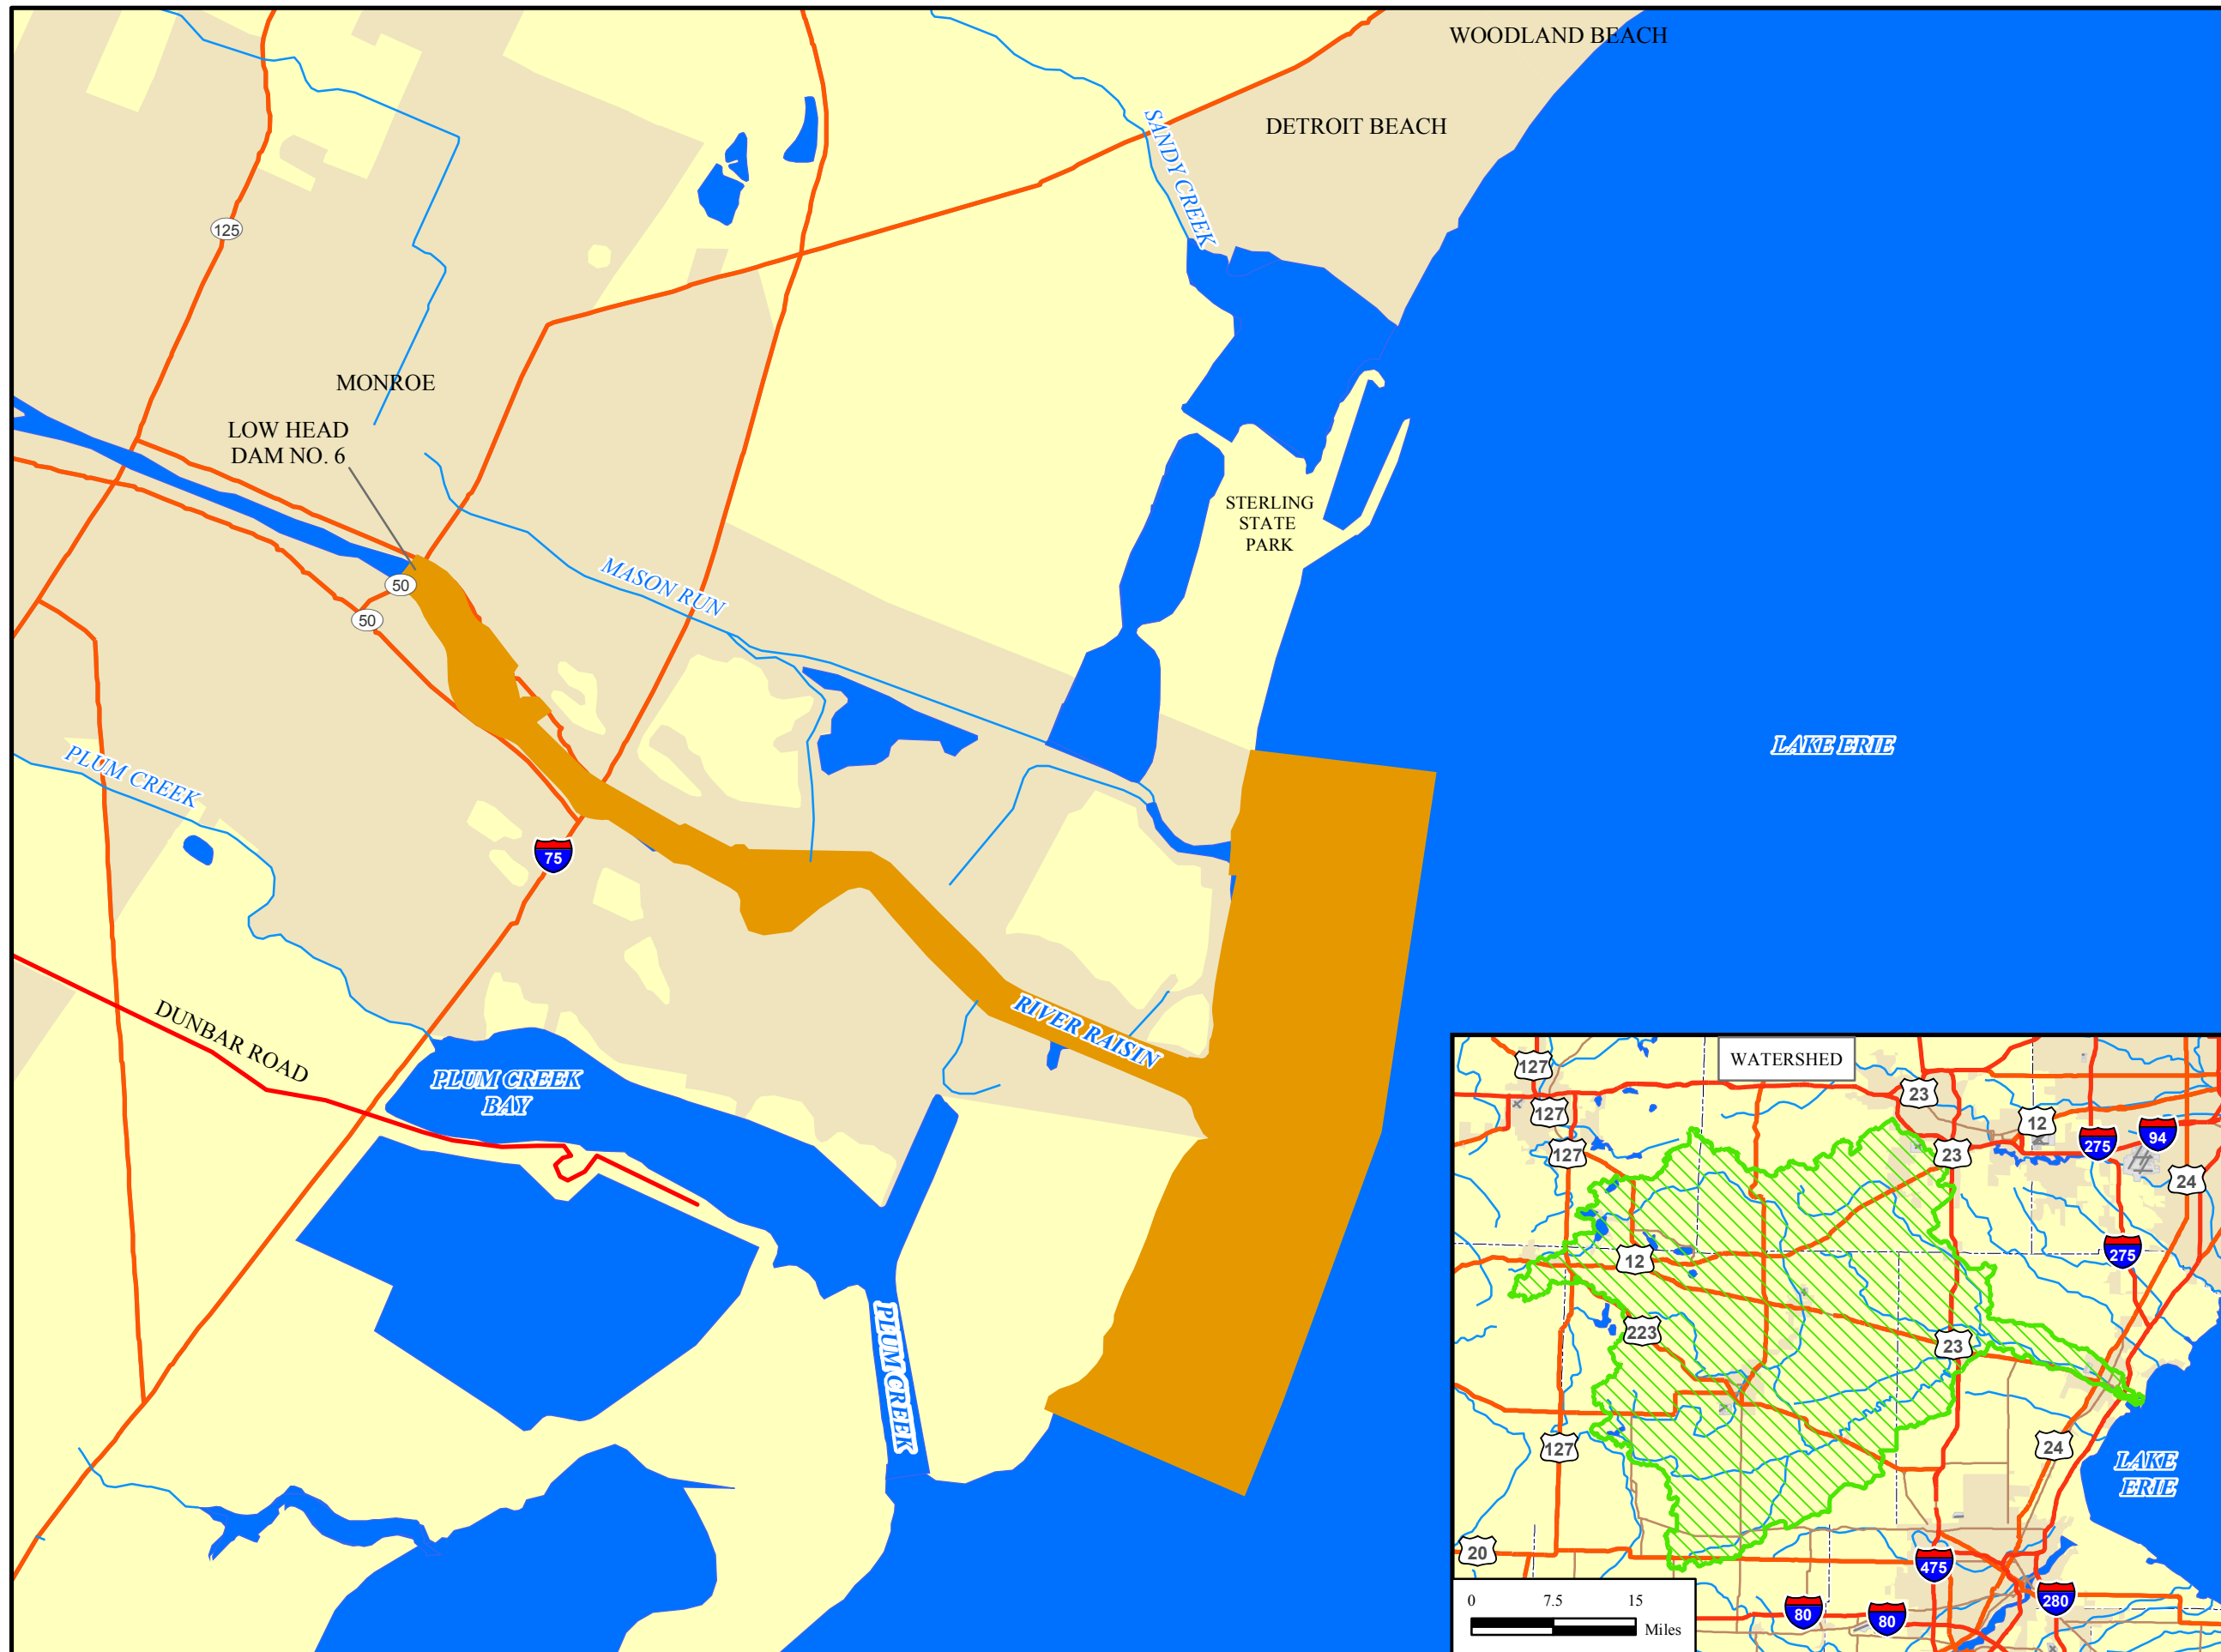 WOODLAND BEACH
DETROIT BEACH
SANDY CREEK
125
MONROE
LOW HEAD
DAM NO. 6
STERLING
STATE
PARK
50
50
MASON RUN
PLUM CREEK
LAKE ERIE
75
DUNBAR ROAD
RIVER RAISIN
PLUM CREEK
BAY
PLUM CREEK
WATERSHED
127
127
127
23
12
275
94
23
24
275
12
223
23
127
24
LAKE
ERIE
20
475
280
80
80
0 7.5 15
Miles